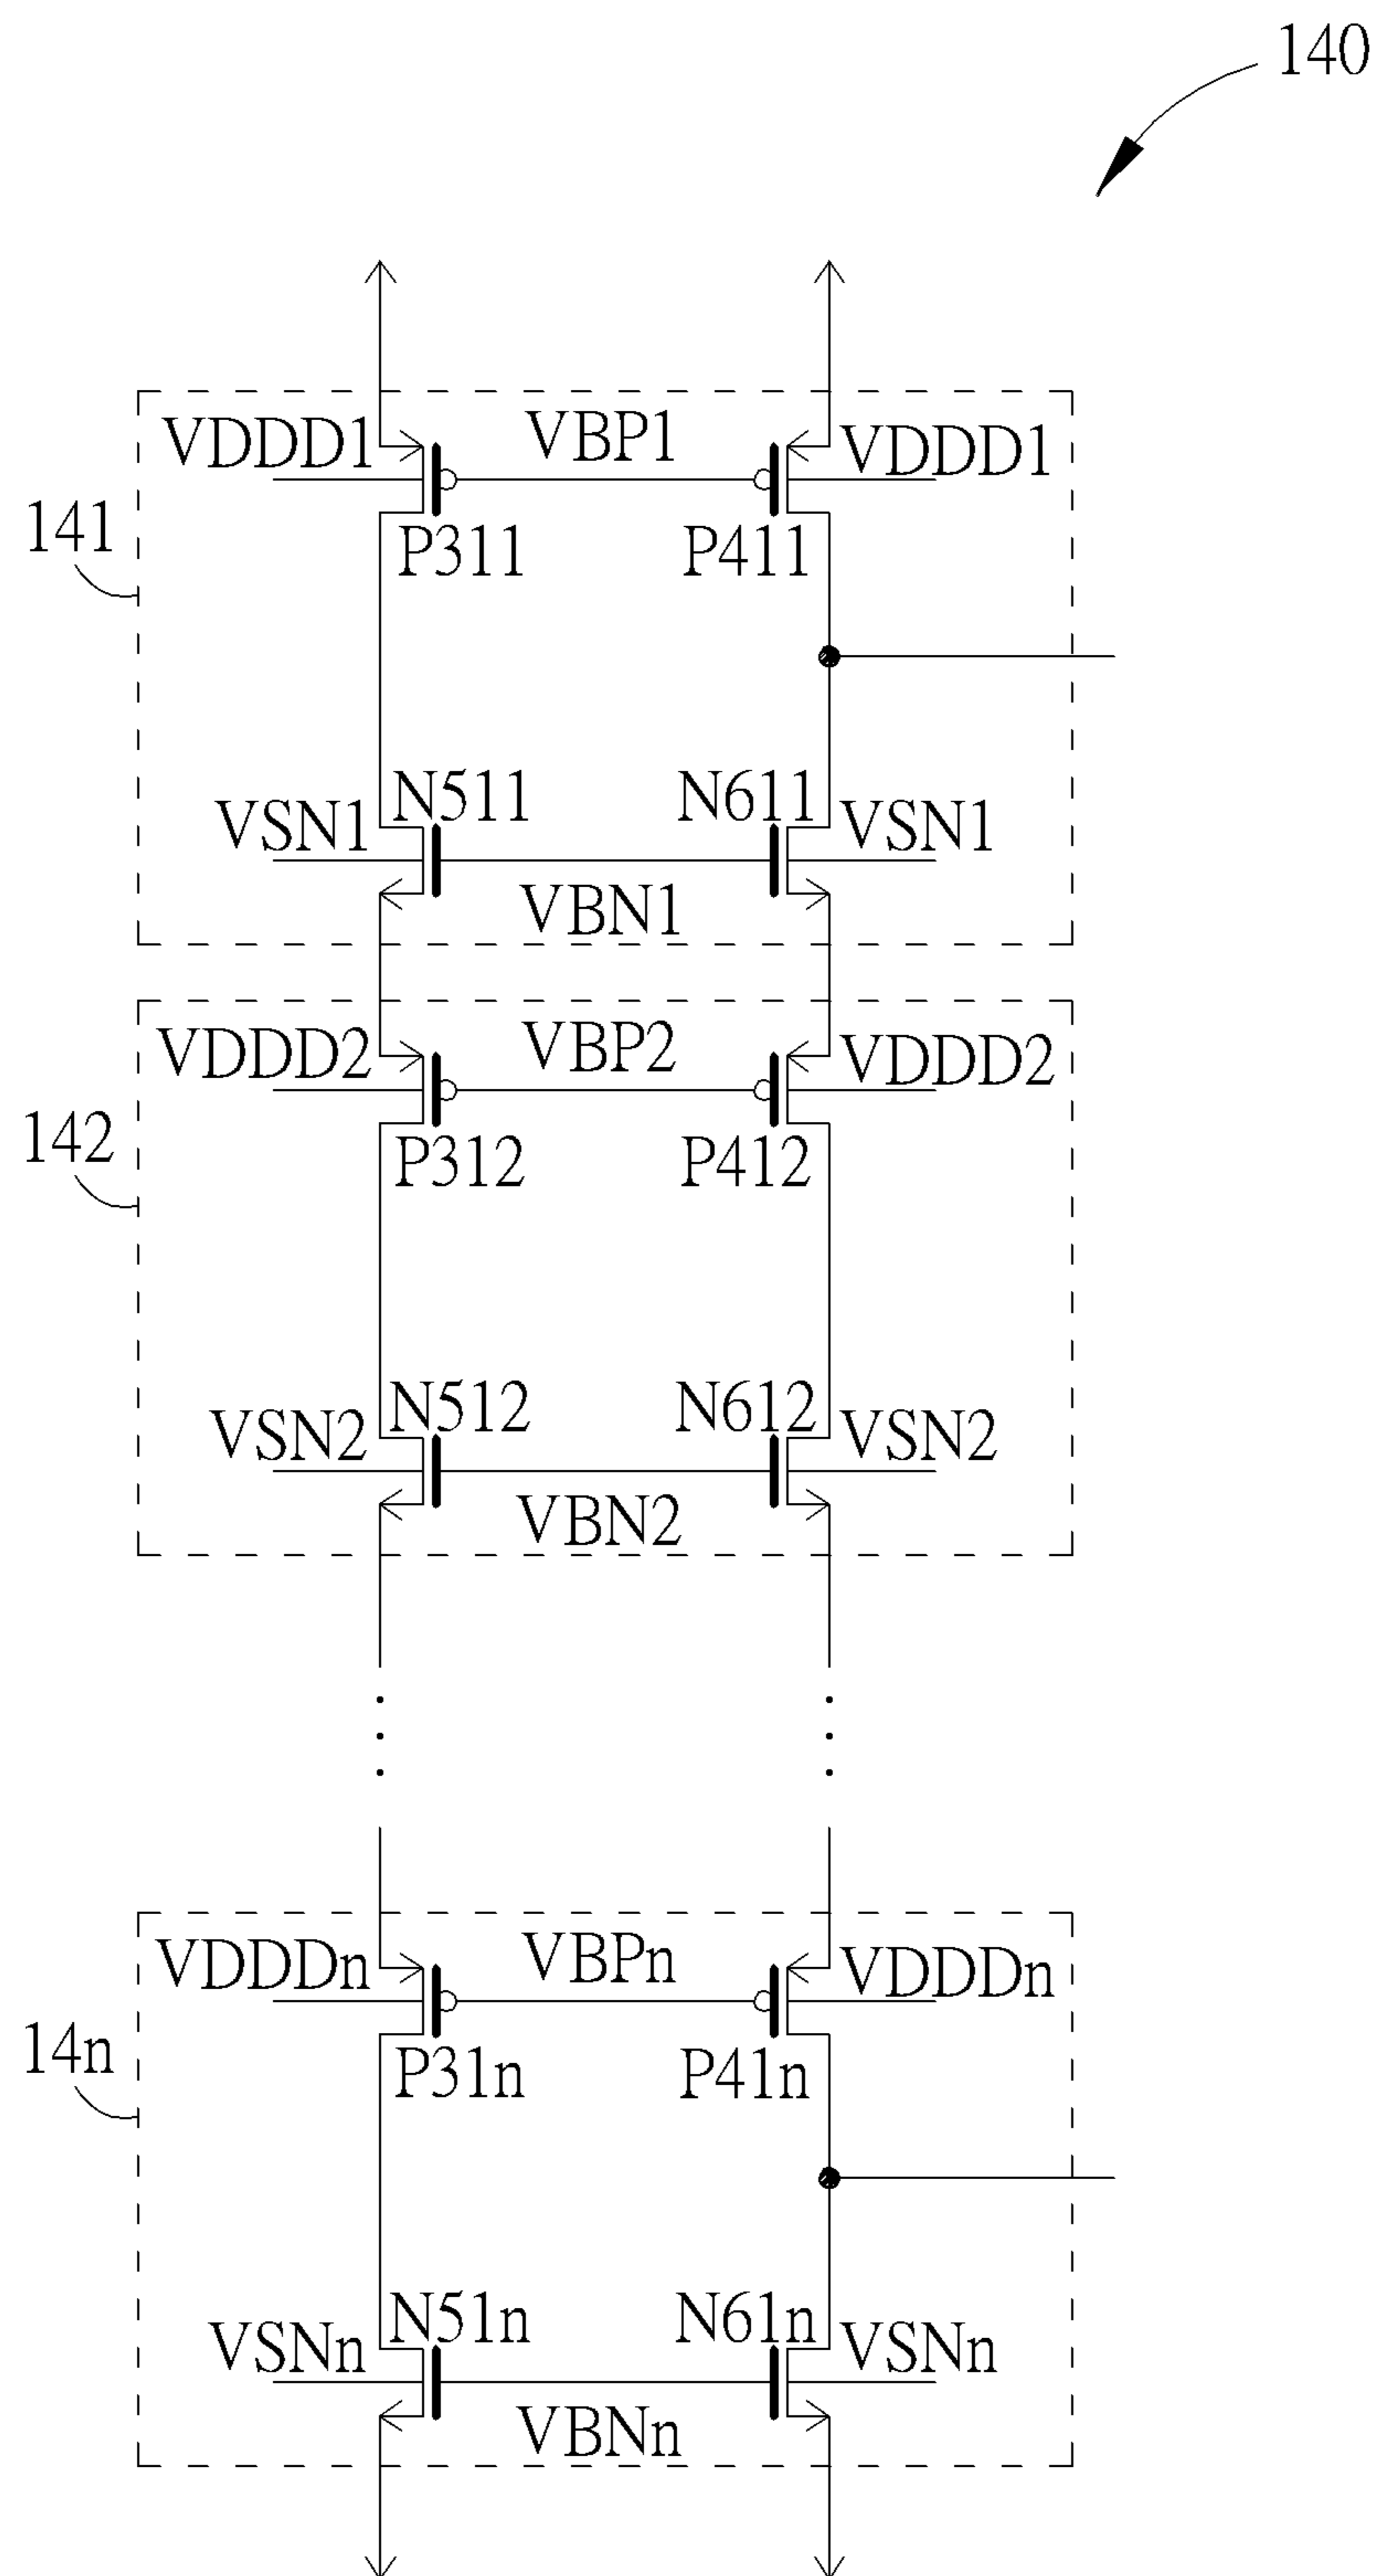 140
VDDD1 VBP1 VDDD1
141
P311 P411
N511 N611
VSN1 VSN1
VBN1
VDDD2 VBP2 VDDD2
142
P312 P412
N512 N612
VSN2 VSN2
VBN2
VDDDn VBPn VDDDn
14n
P31n P41n
N51n N61n
VSNn VSNn
VBNn